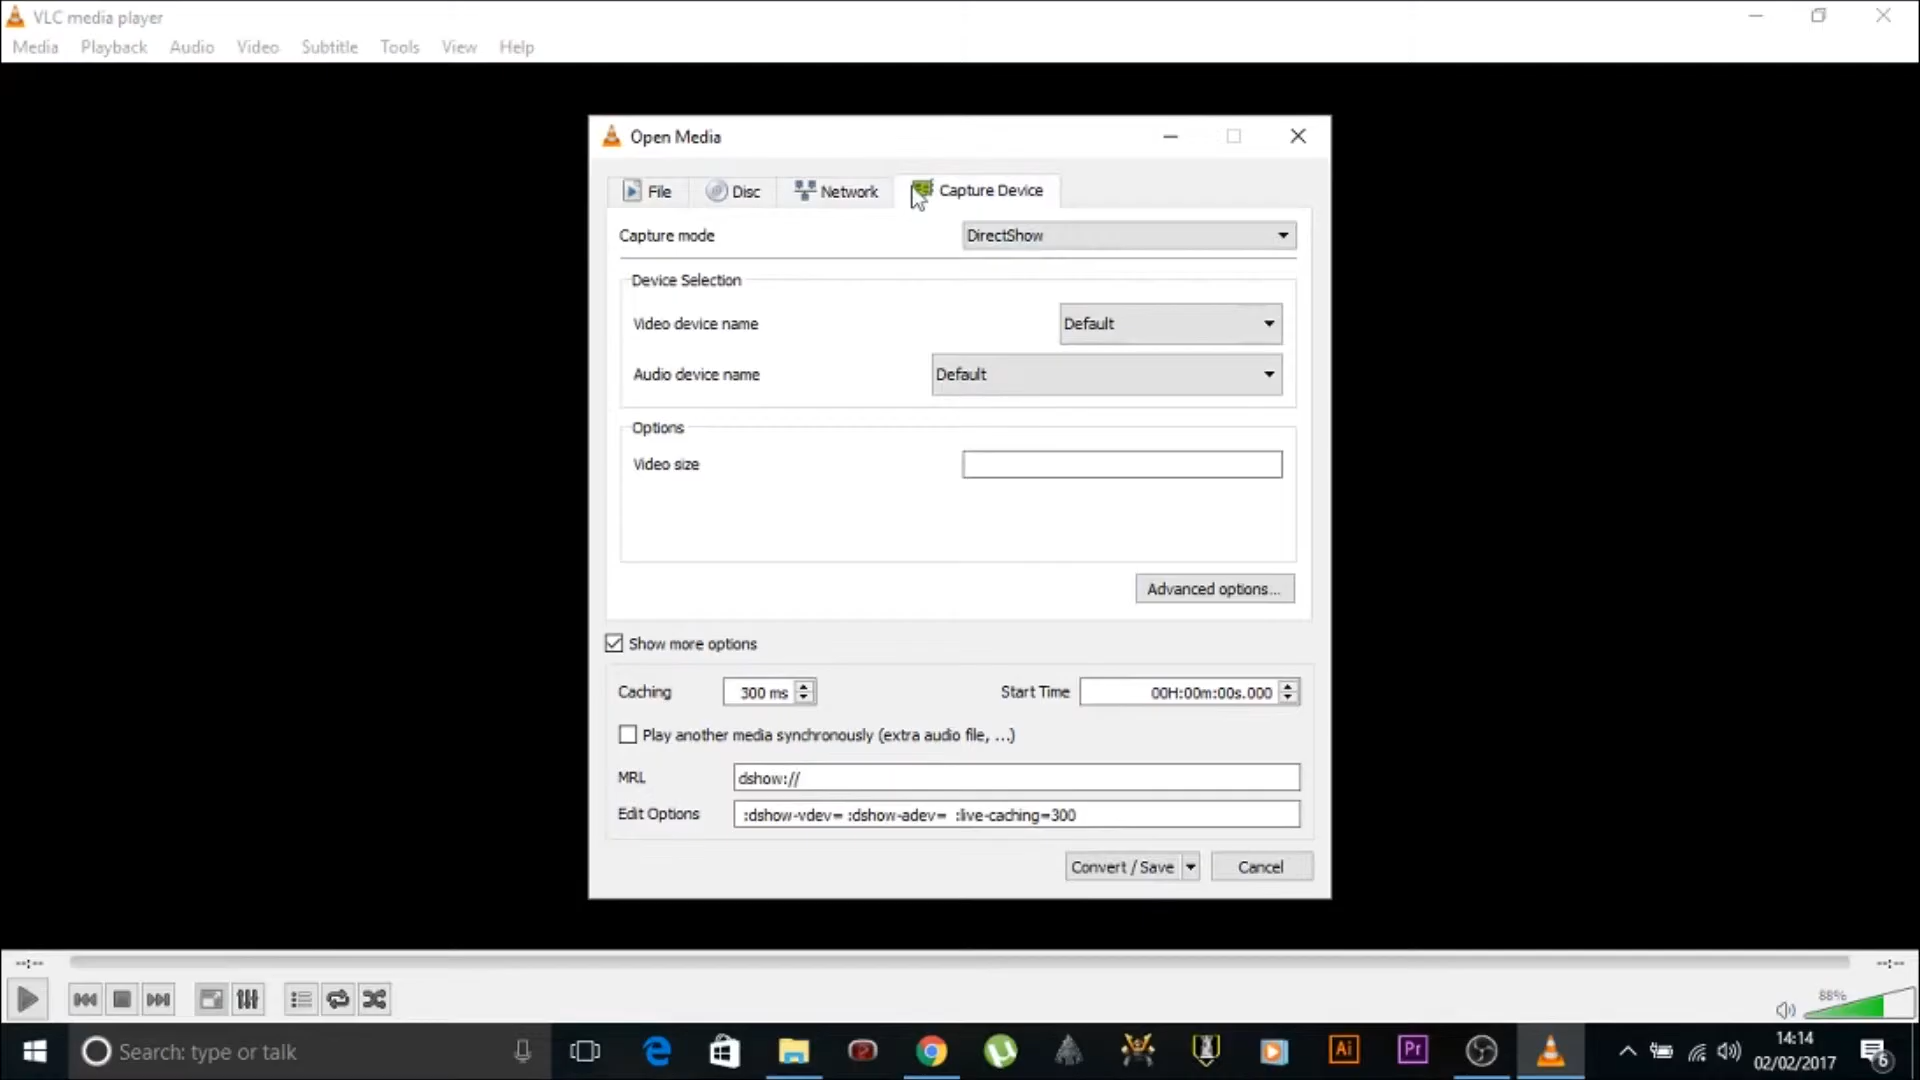 VLC media player
Media Playback Audio Video Subtitle Tools View Help
Open Media
File Disc Network Capture Device
Capture mode DirectShow
Device Selection
Video device name Default
Audio device name Default
Options
Video size
Advanced options...
Show more options
Caching 300 ms Start Time 00H:00m:00s.000
Play another media synchronously (extra audio file, ...)
MRL dshow://
Edit Options :dshow-vdev= :dshow-adev= :live-caching=300
Convert / Save Cancel
--:-- --:--
88%
Search: type or talk Ai Pr 14:14
02/02/2017 6